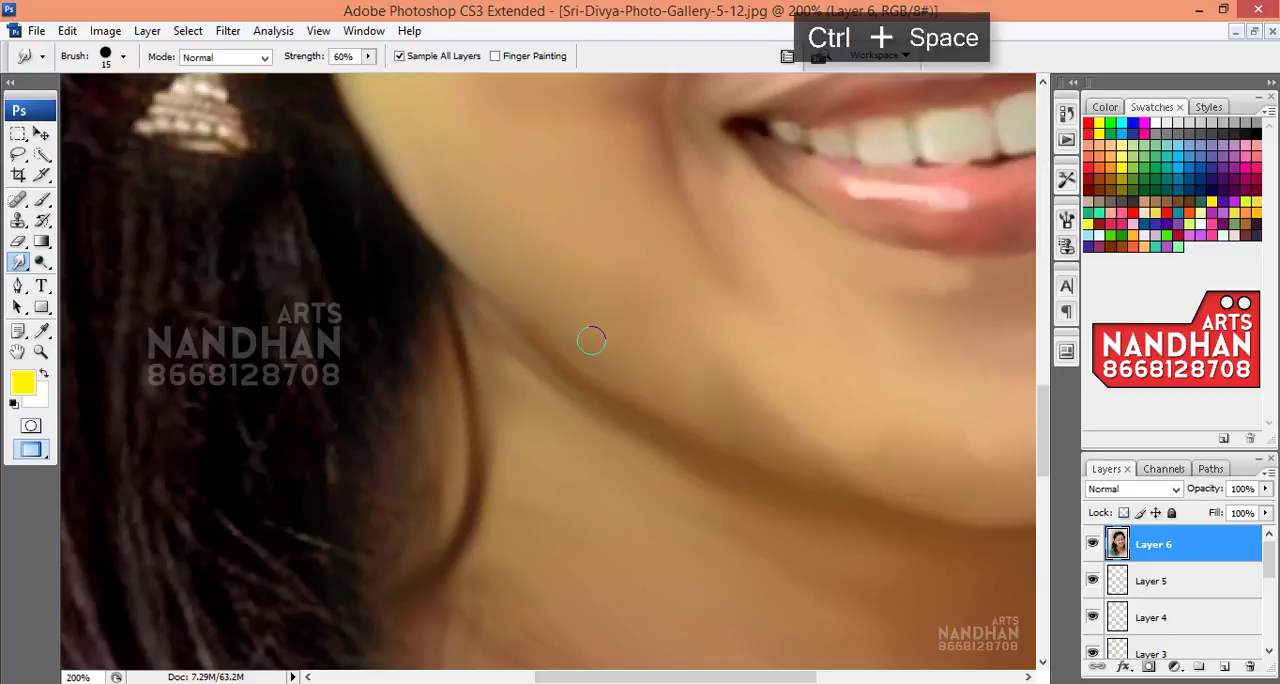 Adobe Photoshop CS3 Extended - [Sri-Divya-Photo-Gallery-5-12.jpg @ 200% (Layer 6, RGB/8#)]
Ctrl + Space
Ps File Edit Image Layer Select Filter Analysis View Window Help
Brush: 15 Mode: Normal Strength: 60% Sample All Layers Finger Painting Workspace
Ps
Color Swatches × Styles
ARTS
NANDHAN
8668128708
ARTS
NANDHAN
8668128708
ARTS
NANDHAN
8668128708
T
A
Layers × Channels Paths
Normal Opacity: 100%
Lock: Fill: 100%
Layer 6
Layer 5
Layer 4
Layer 3
200% Doc: 7.29M/63.2M